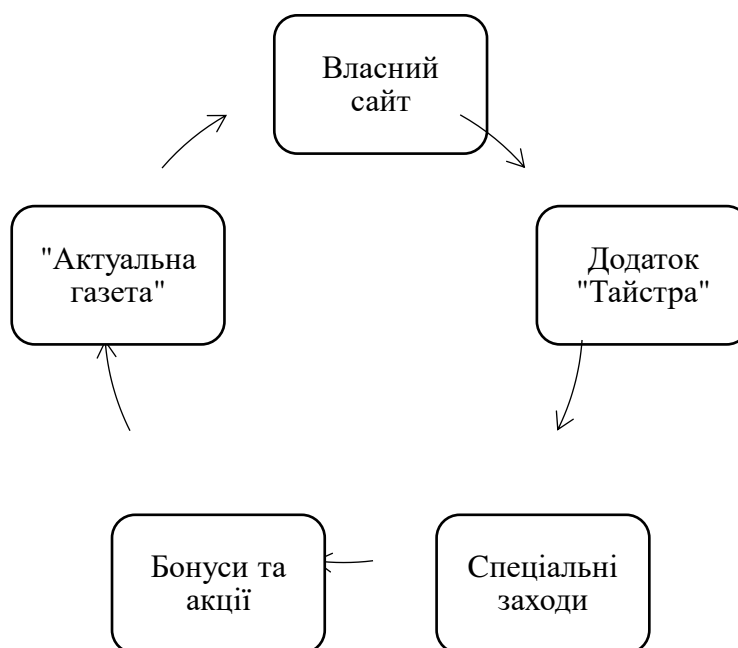 Власний
сайт
Додаток
"Тайстра"
Спеціальні
заходи
Бонуси та
акції
"Актуальна
газета"